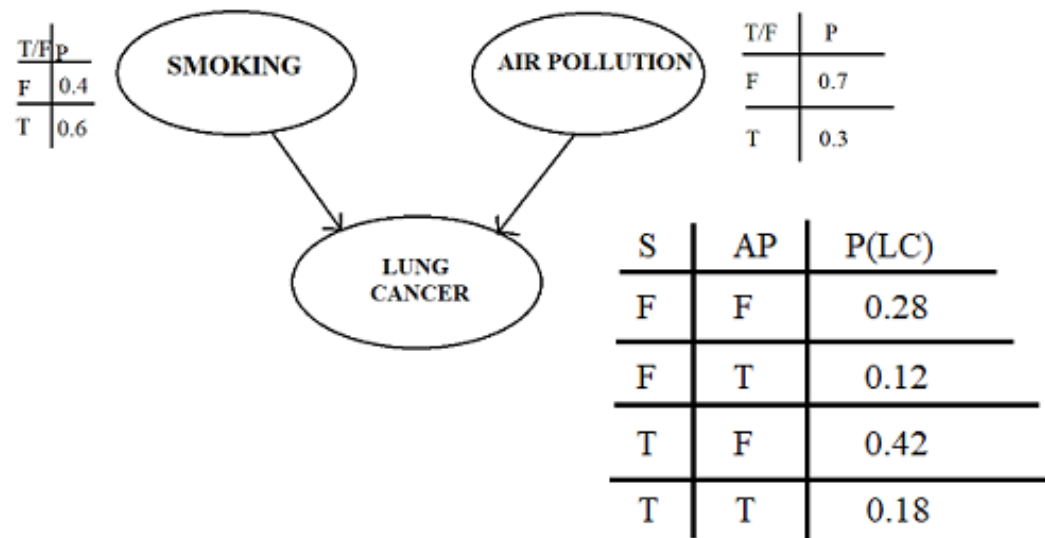 T/F P
F 0.4
T 0.6
SMOKING
AIR POLLUTION
T/F P
F 0.7
T 0.3
LUNG
CANCER
S AP P(LC)
F F 0.28
F T 0.12
T F 0.42
T T 0.18